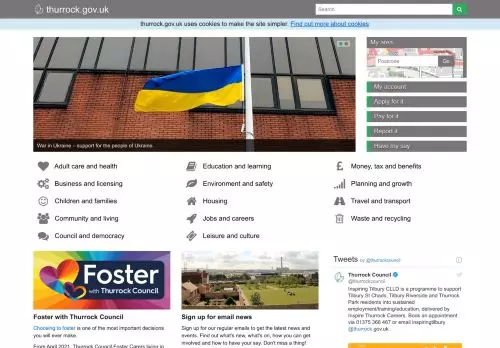 thurrock.gov.uk
Search
thurrock.gov.uk uses cookies to make the site simpler. Find out more about cookies
My area
Postcode
Go
My account
Apply for it
Pay for it
Report it
Have my say
War in Ukraine - support for the people of Ukraine
Adult care and health
Education and learning
Money, tax and benefits
Business and licensing
Environment and safety
Planning and growth
Children and families
Housing
Travel and transport
Community and living
Jobs and careers
Waste and recycling
Council and democracy
Leisure and culture
Foster
with Thurrock Council
Foster with Thurrock Council
Choosing to foster is one of the most important decisions
you will ever make.
From April 2021, Thurrock Council Foster Carers living in
Sign up for email news
Sign up for our regular emails to get the latest news and
events. Find out what's new, what's on, how you can get
involved and how to have your say. Don't miss a thing!
Tweets by @thurrockcouncil
Thurrock Council
@thurrockcouncil
Inspiring Tilbury CLLD is a programme to support
Tilbury St Chads, Tilbury Riverside and Thurrock
Park residents into sustained
employment/training/education, delivered by
Inspire Thurrock Careers. Book an appointment
via 01375 366 467 or email inspiringtilbury
@thurrock.gov.uk.